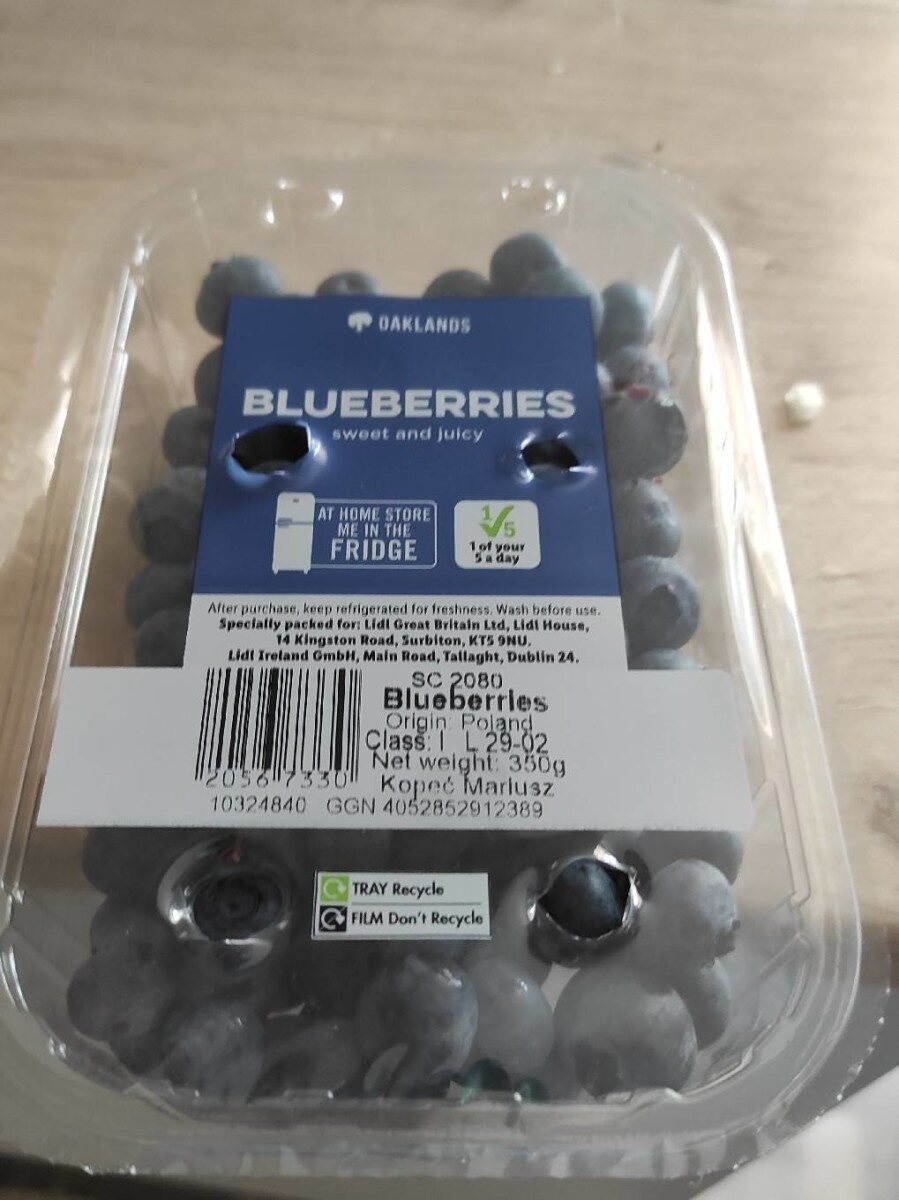 OAKLANDS
BLUEBERRIES
sweet and juicy
AT HOME STORE
ME IN THE
FRIDGE
1/5
1 of your
5 a day
After purchase, keep refrigerated for freshness. Wash before use.
Specially packed for: Lidl Great Britain Ltd, Lidl House,
14 Kingston Road, Surbiton, KT5 9NU.
Lidl Ireland GmbH, Main Road, Tallaght, Dublin 24.
SC 2080
Blueberries
Origin: Poland
Class: I L 29-02
Net weight: 350g
Kopeć Mariusz
20567330
10324840 GGN 4052852912389
TRAY Recycle
FILM Don't Recycle